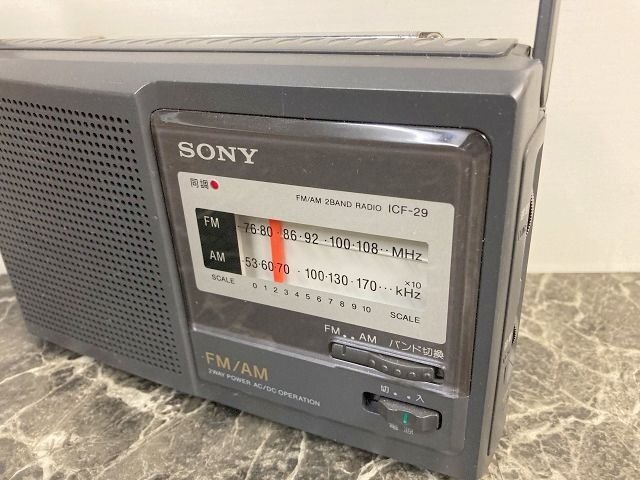 SONY
同調
FM/AM 2BAND RADIO ICF-29
FM 76·80·86·92·100·108·· MHz
AM 53·60·70·100·130·170··· kHz ×10
SCALE 0 1 2 3 4 5 6 7 8 9 10 SCALE
FM··AM バンド切換
FM/AM
2WAY POWER AC/DC OPERATION
切··入
電源